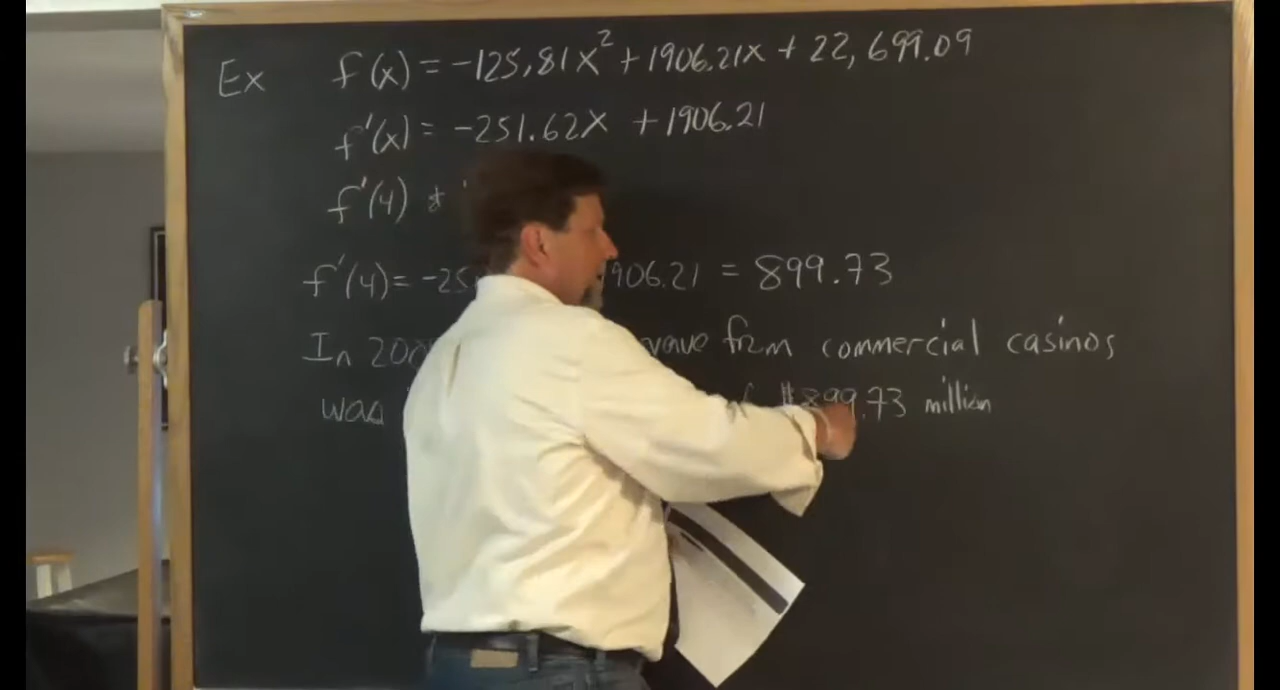 Ex f(x) = -125.81x² + 1906.21x + 22,699.09
f'(x) = -251.62x + 1906.21
f'(4)
f'(4) = -25 906.21 = 899.73
In 200 from commercial casinos
was $899.73 million